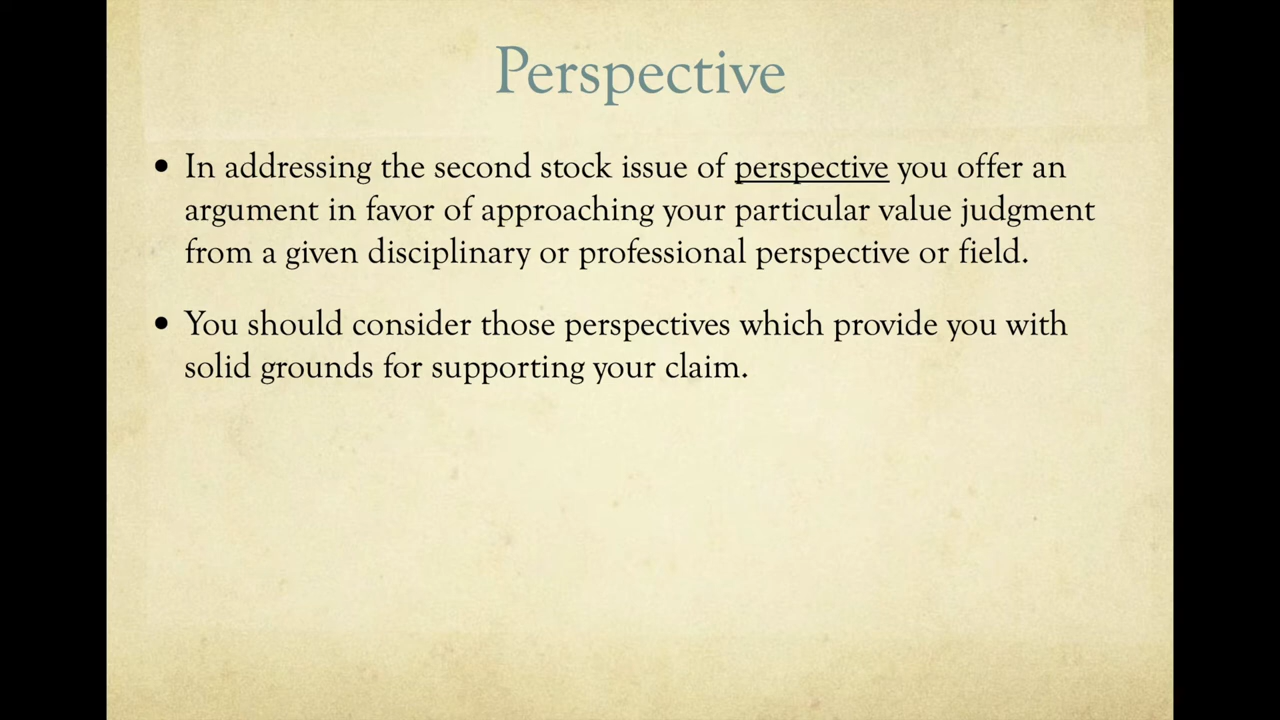 Perspective
• In addressing the second stock issue of perspective you offer an
argument in favor of approaching your particular value judgment
from a given disciplinary or professional perspective or field.
• You should consider those perspectives which provide you with
solid grounds for supporting your claim.